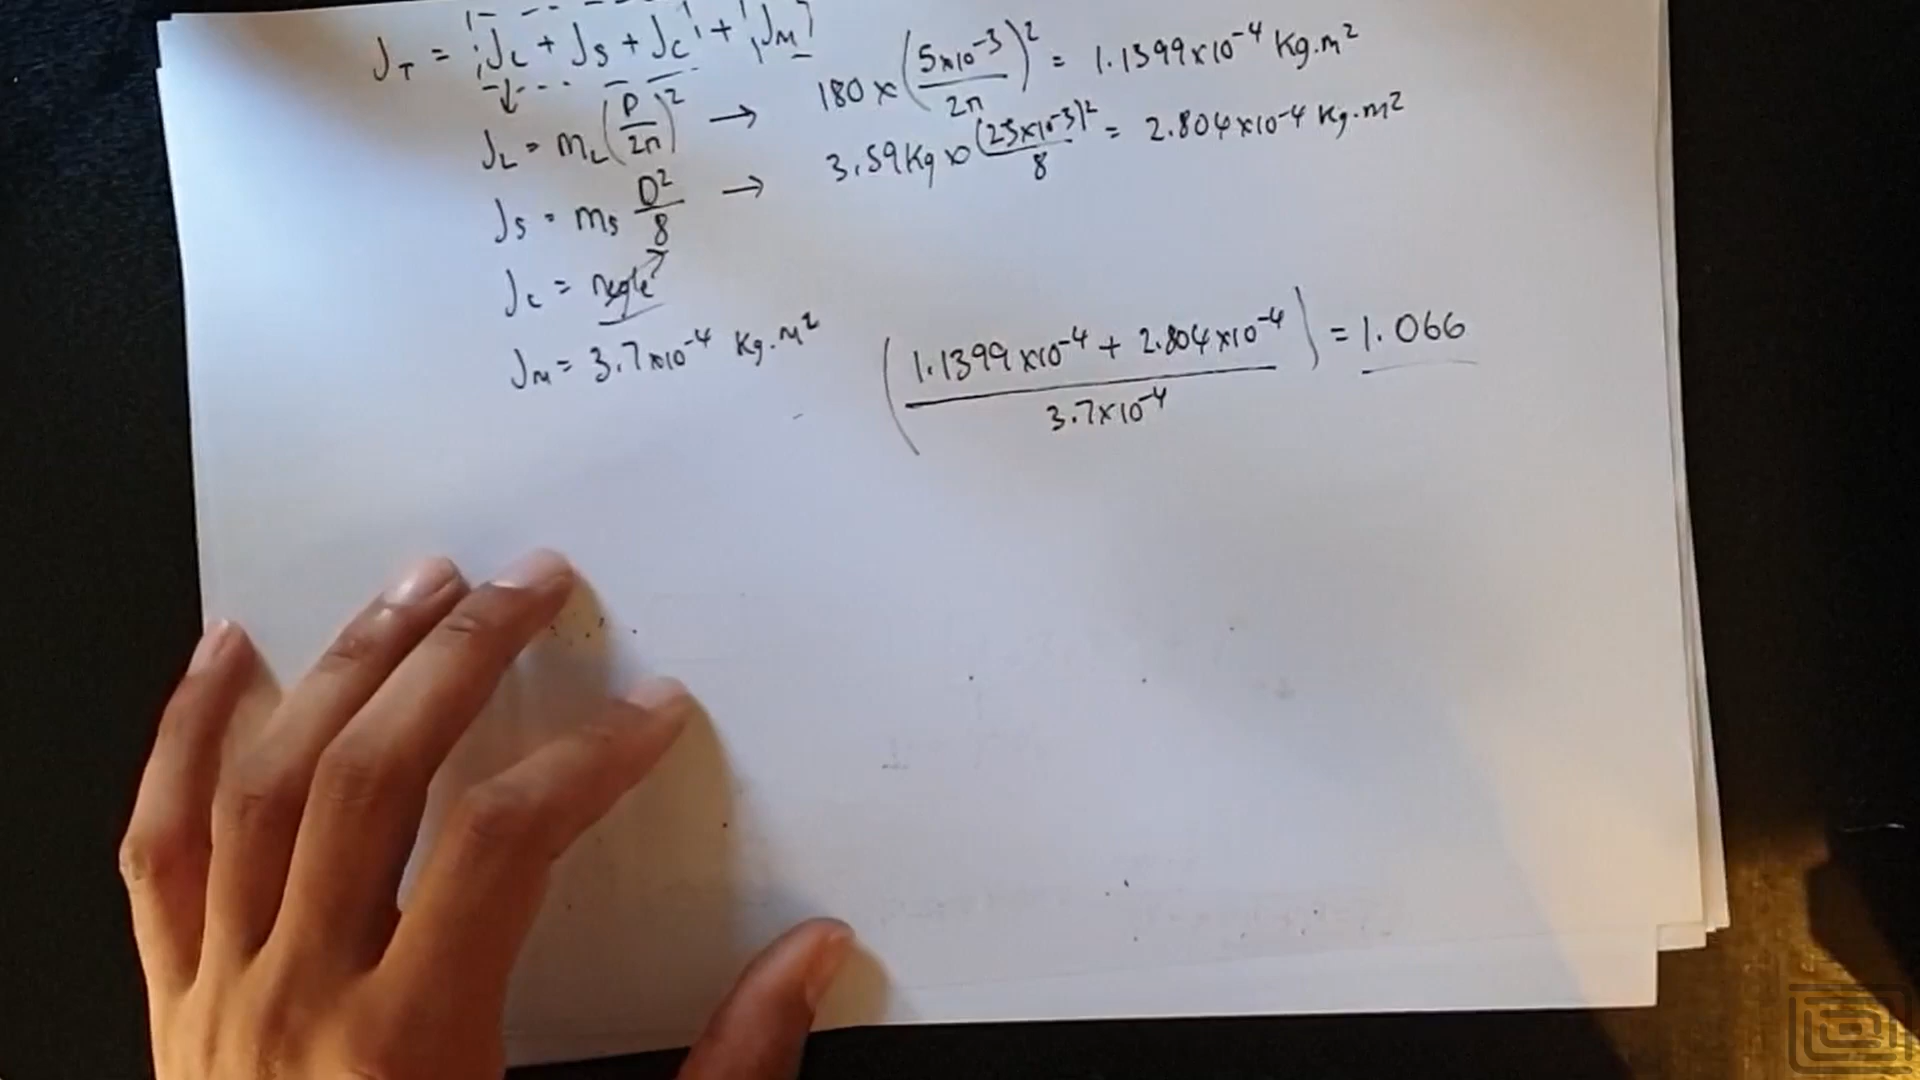 J_T = (J_L + J_S + J_C) + (J_M)
J_L = m_L (P/2π)² → 180 × (5×10⁻³/2π)² = 1.1399×10⁻⁴ Kg.m²
J_S = m_S D²/8 → 3.59Kg × (25×10⁻³)²/8 = 2.804×10⁻⁴ Kg.m²
J_C = negle
J_M = 3.7×10⁻⁴ Kg.m²
(1.1399×10⁻⁴ + 2.804×10⁻⁴ / 3.7×10⁻⁴) = 1.066